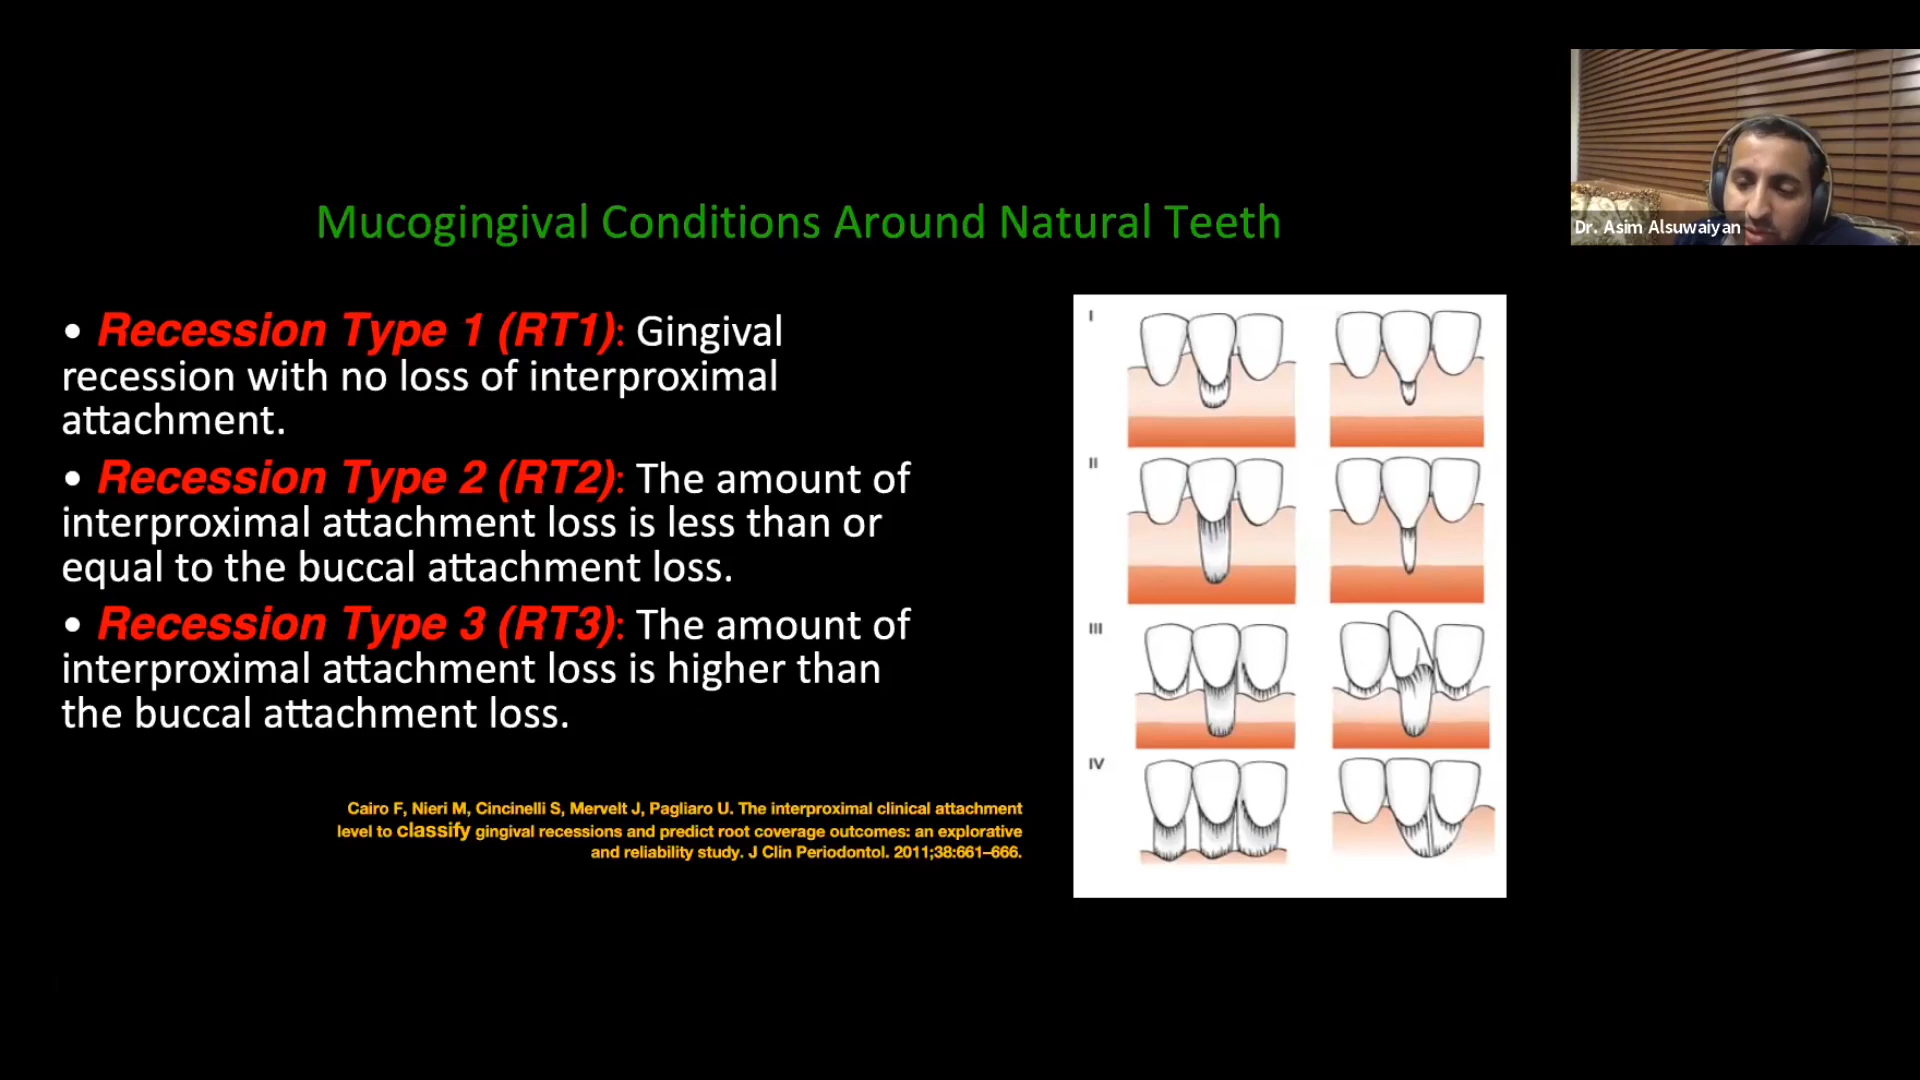 Dr. Asim Alsuwaiyan
Mucogingival Conditions Around Natural Teeth
• Recession Type 1 (RT1): Gingival
recession with no loss of interproximal
attachment.
• Recession Type 2 (RT2): The amount of
interproximal attachment loss is less than or
equal to the buccal attachment loss.
• Recession Type 3 (RT3): The amount of
interproximal attachment loss is higher than
the buccal attachment loss.
Cairo F, Nieri M, Cincinelli S, Mervelt J, Pagliaro U. The interproximal clinical attachment
level to classify gingival recessions and predict root coverage outcomes: an explorative
and reliability study. J Clin Periodontol. 2011;38:661–666.
I
II
III
IV